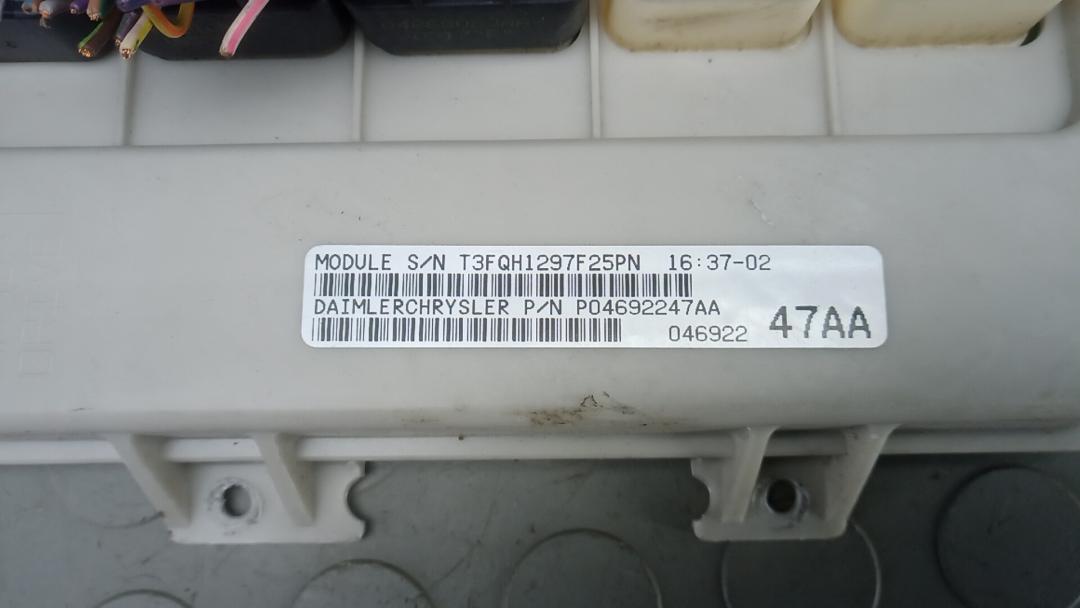 MODULE S/N T3FQH1297F25PN 16:37-02
DAIMLERCHRYSLER P/N P04692247AA
046922 47AA